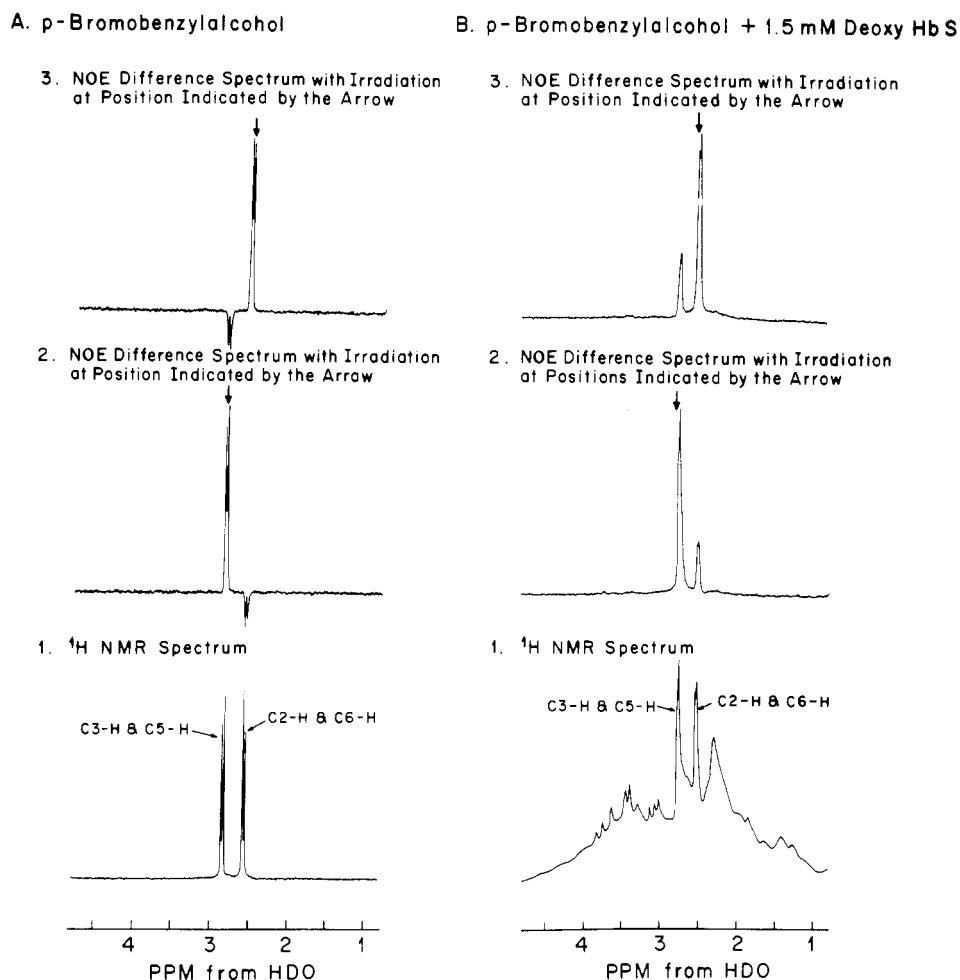 A. p-Bromobenzylalcohol
3. NOE Difference Spectrum with Irradiation
at Position Indicated by the Arrow
2. NOE Difference Spectrum with Irradiation
at Position Indicated by the Arrow
1. ¹H NMR Spectrum
C3-H & C5-H
C2-H & C6-H
4 3 2 1
PPM from HDO
B. p-Bromobenzylalcohol + 1.5 mM Deoxy Hb S
3. NOE Difference Spectrum with Irradiation
at Position Indicated by the Arrow
2. NOE Difference Spectrum with Irradiation
at Positions Indicated by the Arrow
1. ¹H NMR Spectrum
C3-H & C5-H
C2-H & C6-H
4 3 2 1
PPM from HDO